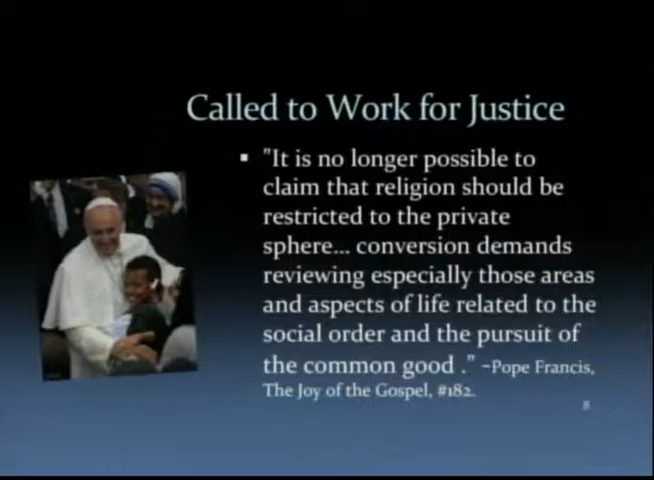 Called to Work for Justice
▪ "It is no longer possible to
claim that religion should be
restricted to the private
sphere... conversion demands
reviewing especially those areas
and aspects of life related to the
social order and the pursuit of
the common good ." –Pope Francis,
The Joy of the Gospel, #182.
8